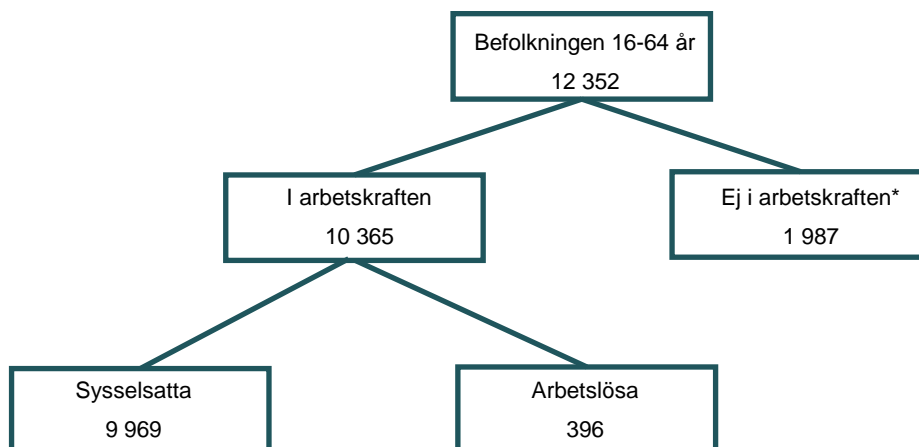 Befolkningen 16-64 år
12 352
I arbetskraften
10 365
Ej i arbetskraften*
1 987
Sysselsatta
9 969
Arbetslösa
396